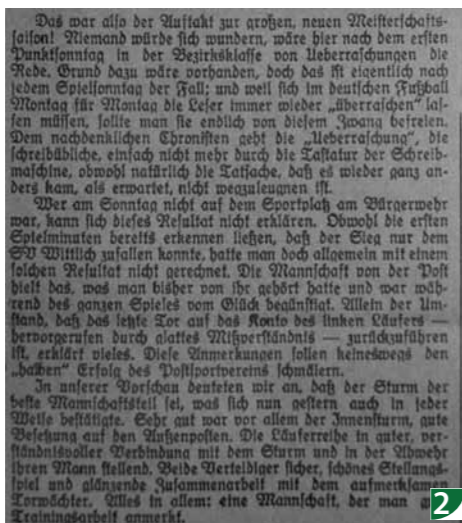 Das war also der Auftakt zur großen, neuen Meisterschafts-
saison! Niemand würde sich wundern, wäre hier nach dem ersten
Punktsonntag in der Bezirksklasse von Ueberraschungen die
Rede. Grund dazu wäre vorhanden, doch das ist eigentlich nach
jedem Spielsonntag der Fall; und weil sich im deutschen Fußball
Montag für Montag die Leser immer wieder „überraschen" las-
sen müssen, sollte man sie endlich von diesem Zwang befreien.
Dem nachdenklichen Chronisten geht die „Ueberraschung", die
schreibübliche, einfach nicht mehr durch die Tastatur der Schreib-
maschine, obwohl natürlich die Tatsache, daß es wieder ganz an-
ders kam, als erwartet, nicht wegzuleugnen ist.
Wer am Sonntag nicht auf dem Sportplatz am Bürgerwehr
war, kann sich dieses Resultat nicht erklären. Obwohl die ersten
Spielminuten bereits erkennen ließen, daß der Sieg nur dem
SV Wittlich zufallen konnte, hatte man doch allgemein mit einem
solchen Resultat nicht gerechnet. Die Mannschaft von der Post
hielt das, was man bisher von ihr gehört hatte und war wäh-
rend des ganzen Spieles vom Glück begünstigt. Allein der Um-
stand, daß das letzte Tor auf das Konto des linken Läufers —
hervorgerufen durch glattes Mißverständnis — zurückzuführen
ist, erklärt vieles. Diese Anmerkungen sollen keineswegs den
„halben" Erfolg des Postsportvereins schmälern.
In unserer Vorschau deuteten wir an, daß der Sturm der
beste Mannschaftsteil sei, was sich nun gestern auch in jeder
Weise bestätigte. Sehr gut war vor allem der Innensturm, gute
Besetzung auf den Außenposten. Die Läuferreihe in guter, ver-
ständnisvoller Verbindung mit dem Sturm und in der Abwehr
ihren Mann stellend. Beide Verteidiger sicher, schönes Stellungs-
spiel und glänzende Zusammenarbeit mit dem aufmerksamen
Torwächter. Alles in allem: eine Mannschaft, der man
Trainingsarbeit anmerkt.
2